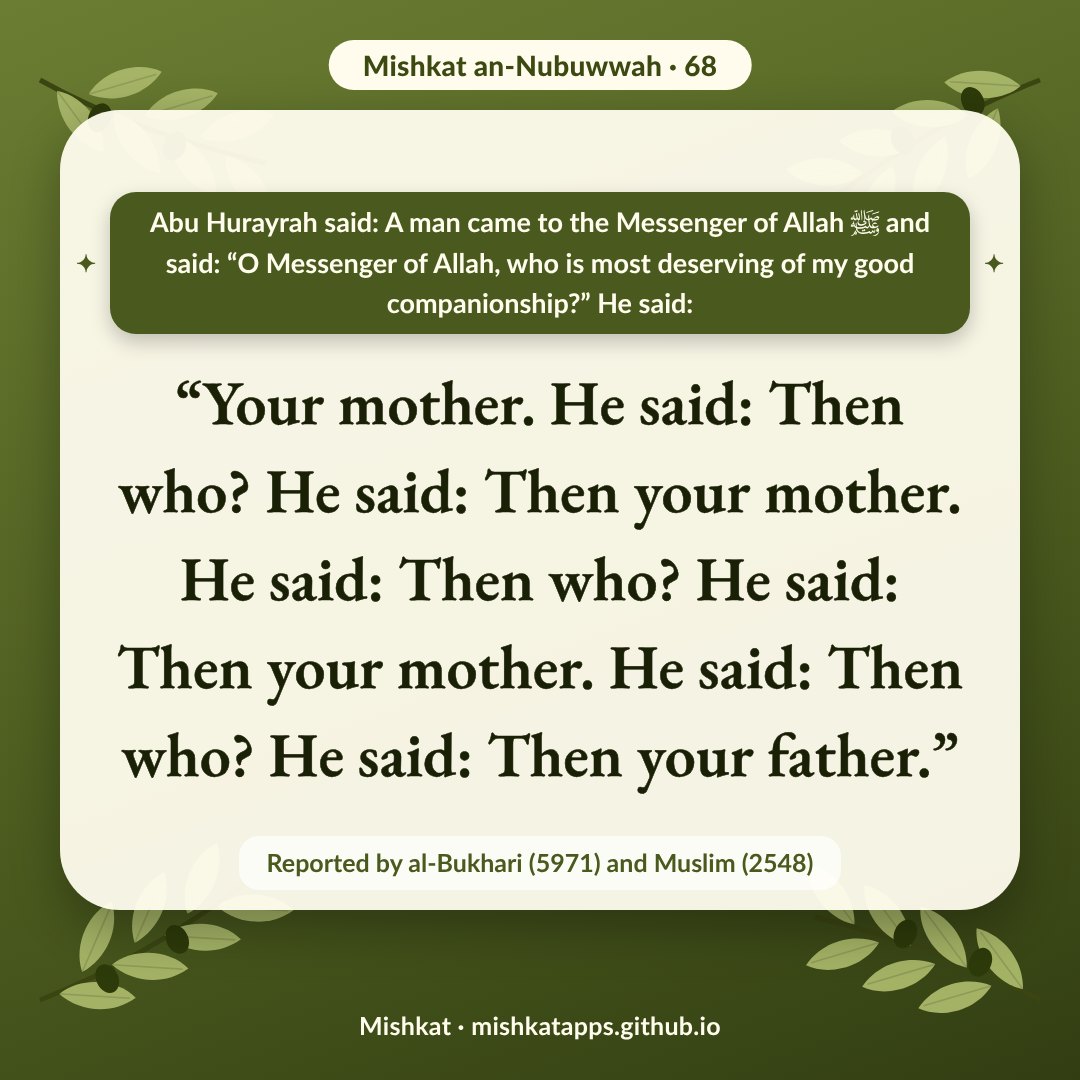 Mishkat an-Nubuwwah · 68
Abu Hurayrah said: A man came to the Messenger of Allah ﷺ and
said: “O Messenger of Allah, who is most deserving of my good
companionship?” He said:
“Your mother. He said: Then
who? He said: Then your mother.
He said: Then who? He said:
Then your mother. He said: Then
who? He said: Then your father.”
Reported by al-Bukhari (5971) and Muslim (2548)
Mishkat · mishkatapps.github.io